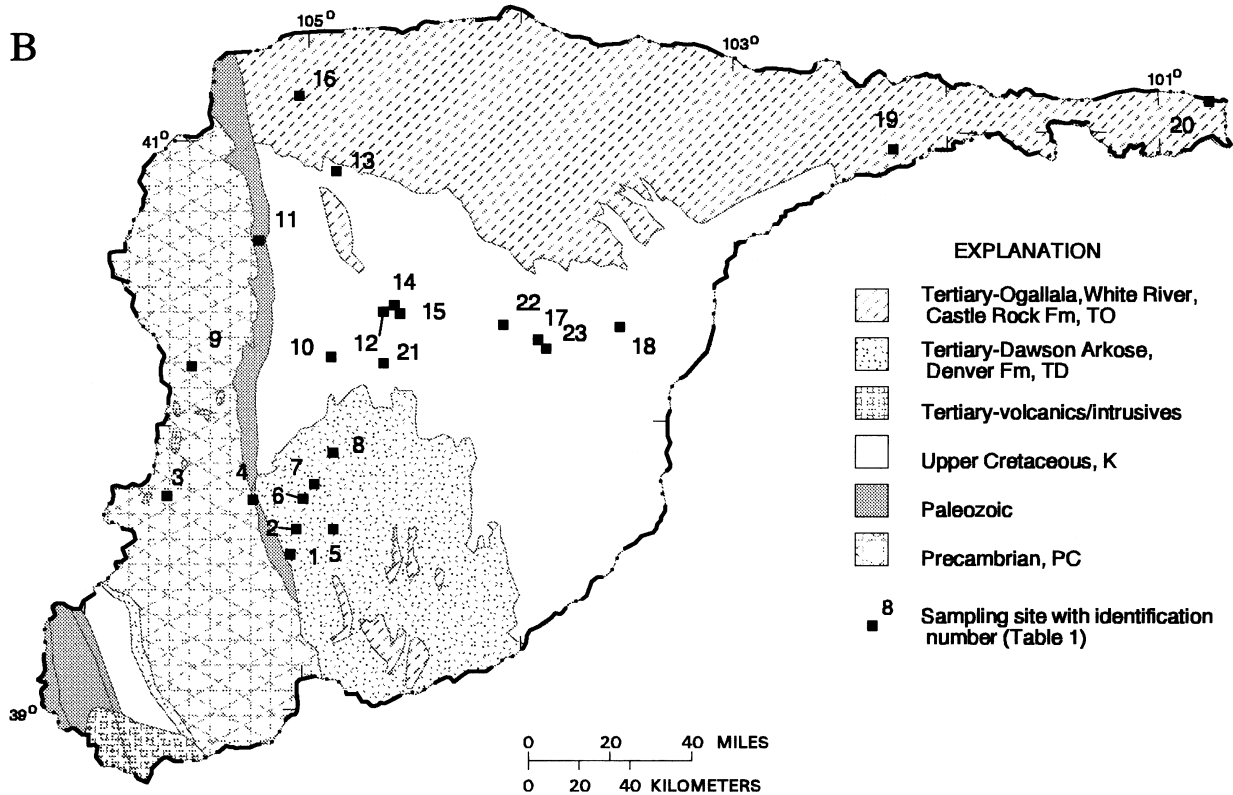 B
105°
103°
101°
16
41°
19
20
13
11
EXPLANATION
Tertiary-Ogallala, White River,
Castle Rock Fm, TO
14
15
22
17
23
18
12
21
10
9
Tertiary-Dawson Arkose,
Denver Fm, TD
Tertiary-volcanics/intrusives
8
Upper Cretaceous, K
7
3
4
6
Paleozoic
2
1
5
Precambrian, PC
8
Sampling site with identification
number (Table 1)
39°
0 20 40 MILES
0 20 40 KILOMETERS